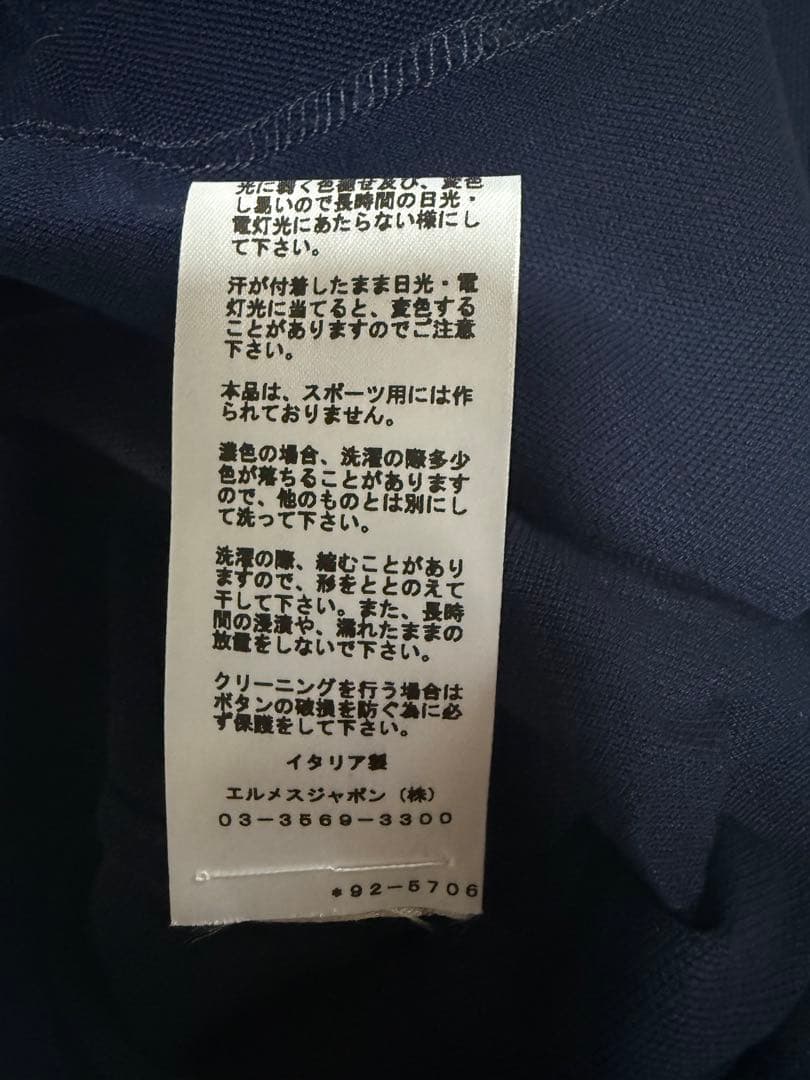 光に弱く色褪せ及び、変色
し易いので長時間の日光・
電灯光にあたらない様にし
て下さい。
汗が付着したまま日光・電
灯光に当てると、変色する
ことがありますのでご注意
下さい。
本品は、スポーツ用には作
られておりません。
濃色の場合、洗濯の際多少
色が落ちることがあります
ので、他のものとは別にし
て洗って下さい。
洗濯の際、縮むことがあり
ますので、形をととのえて
干して下さい。また、長時
間の浸漬や、濡れたままの
放置をしないで下さい。
クリーニングを行う場合は
ボタンの破損を防ぐ為に必
ず保護をして下さい。
イタリア製
エルメスジャポン（株）
03-3569-3300
*92-5706